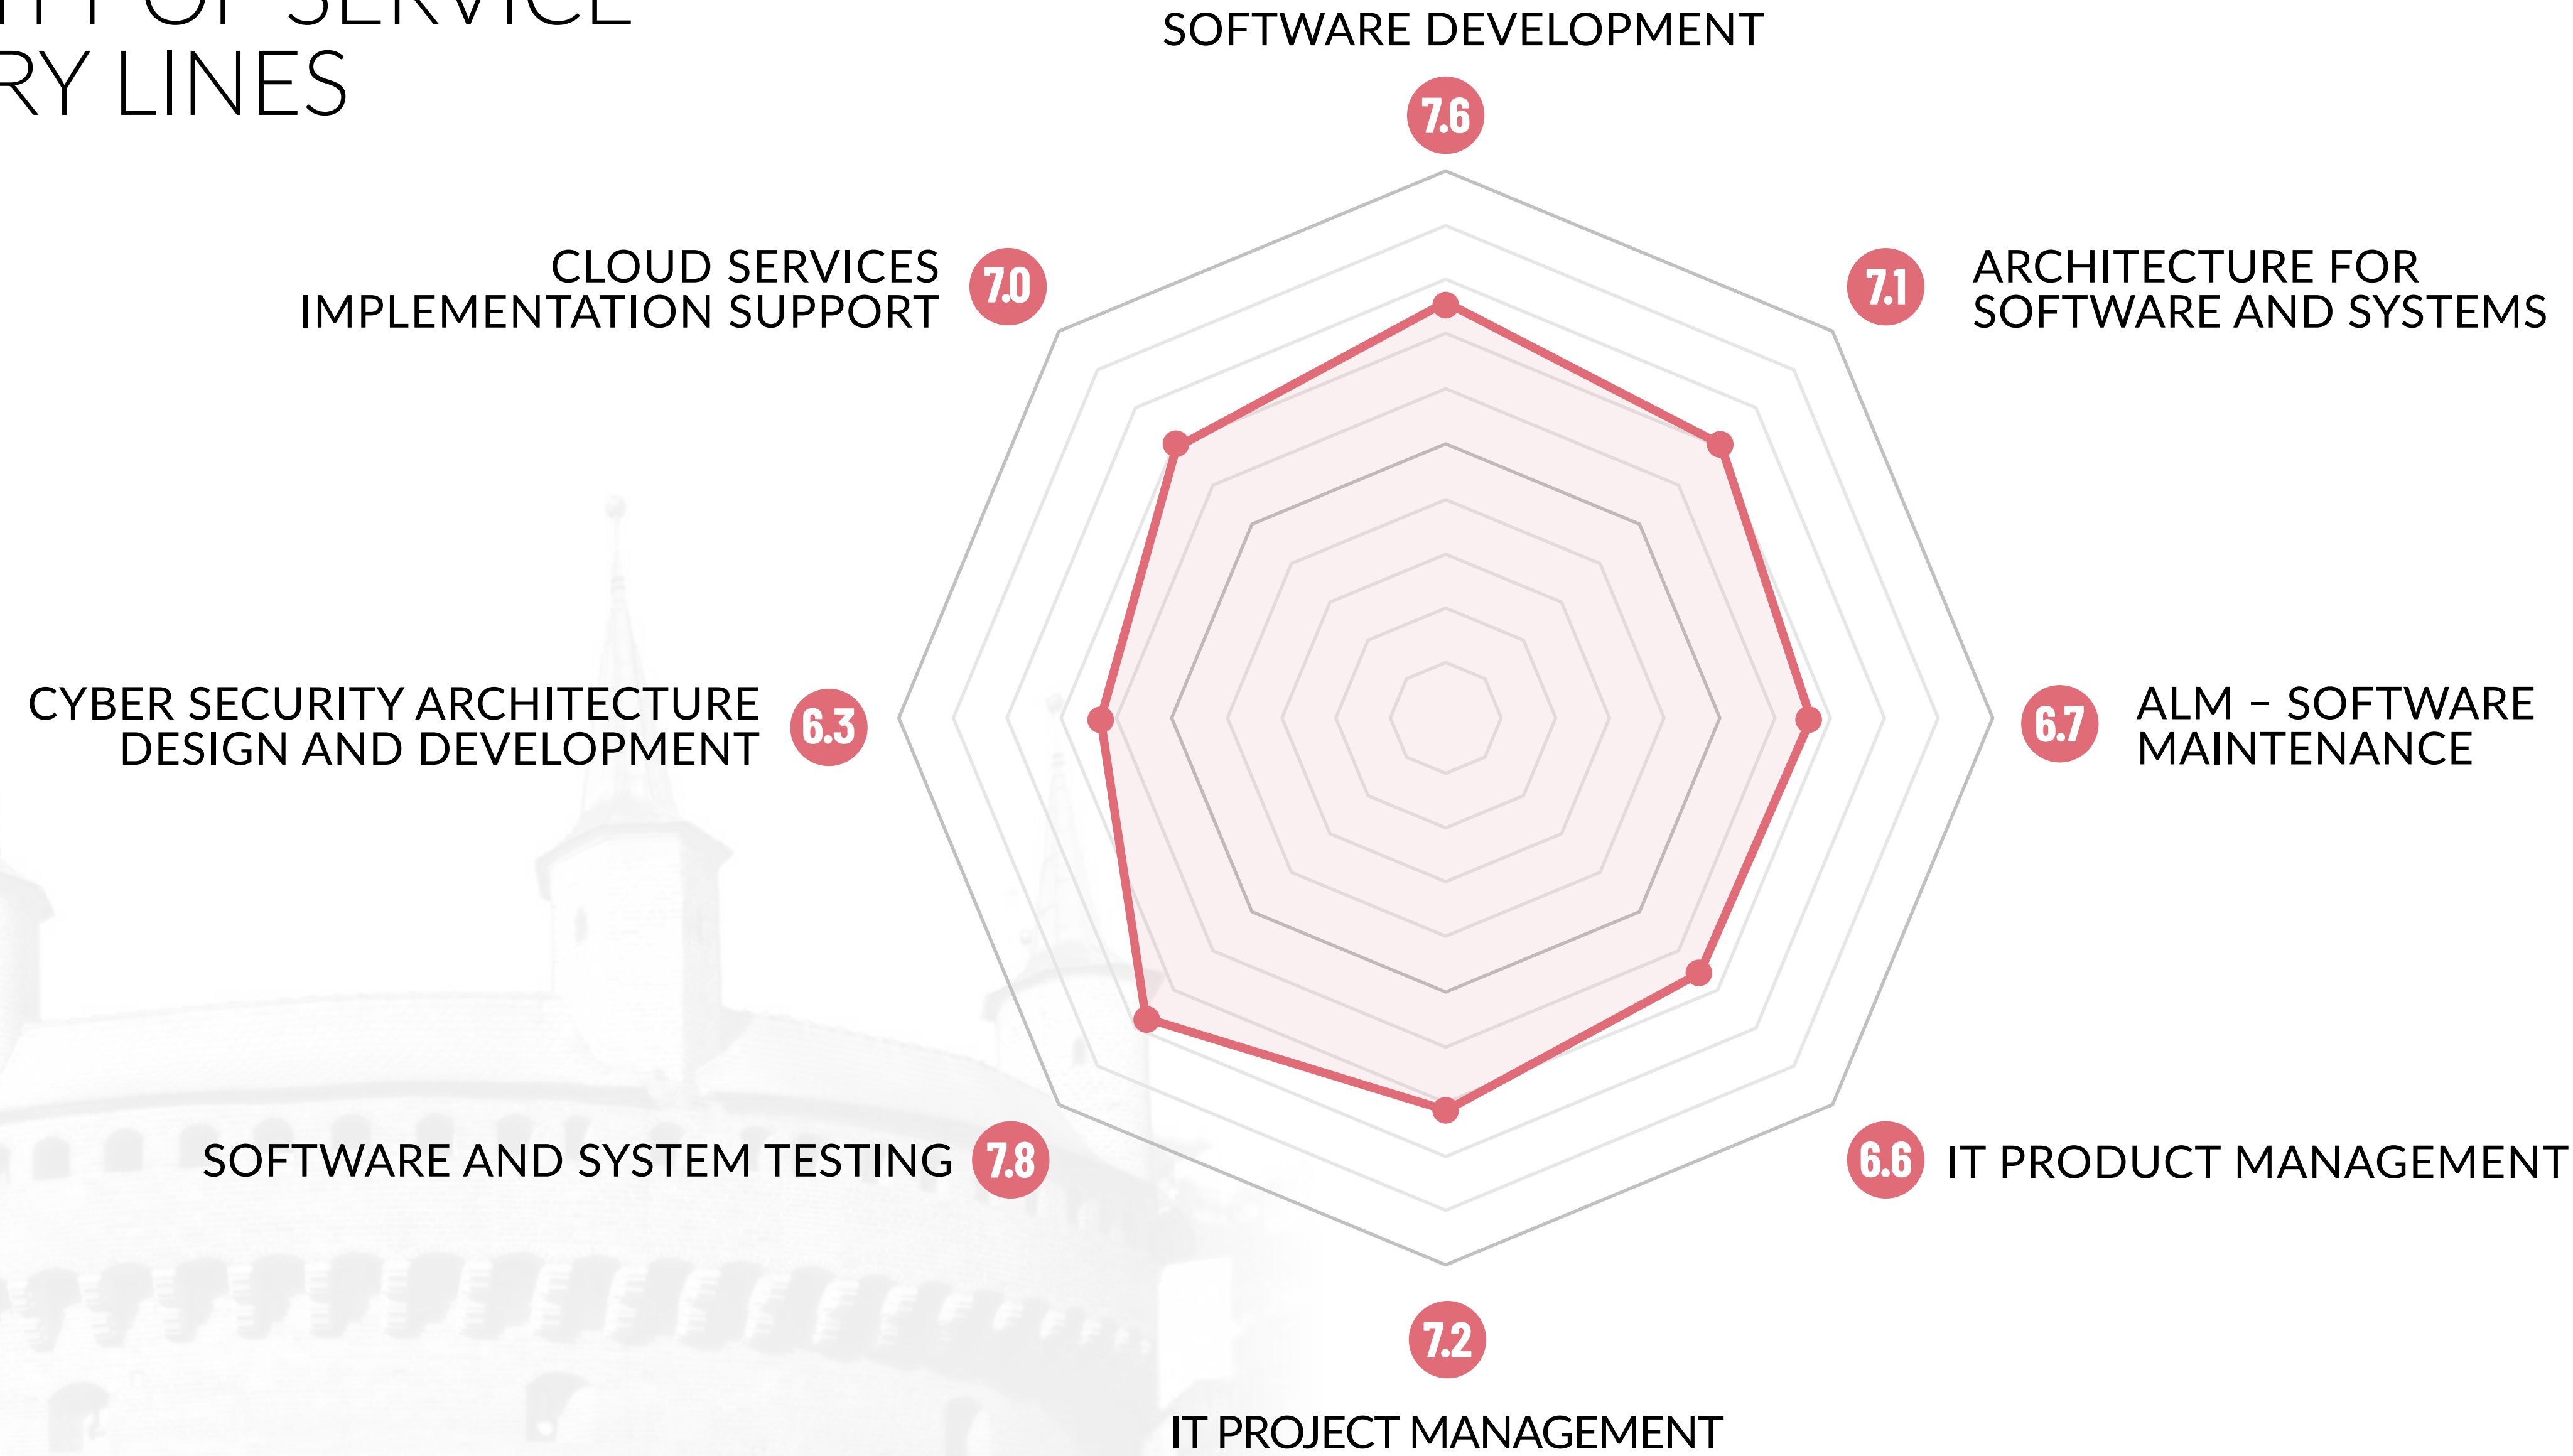 OF SERVICE
LINES
SOFTWARE DEVELOPMENT
7.6
CLOUD SERVICES
IMPLEMENTATION SUPPORT
7.0
7.1
ARCHITECTURE FOR
SOFTWARE AND SYSTEMS
CYBER SECURITY ARCHITECTURE
DESIGN AND DEVELOPMENT
6.3
6.7
ALM – SOFTWARE
MAINTENANCE
SOFTWARE AND SYSTEM TESTING
7.8
6.6
IT PRODUCT MANAGEMENT
7.2
IT PROJECT MANAGEMENT